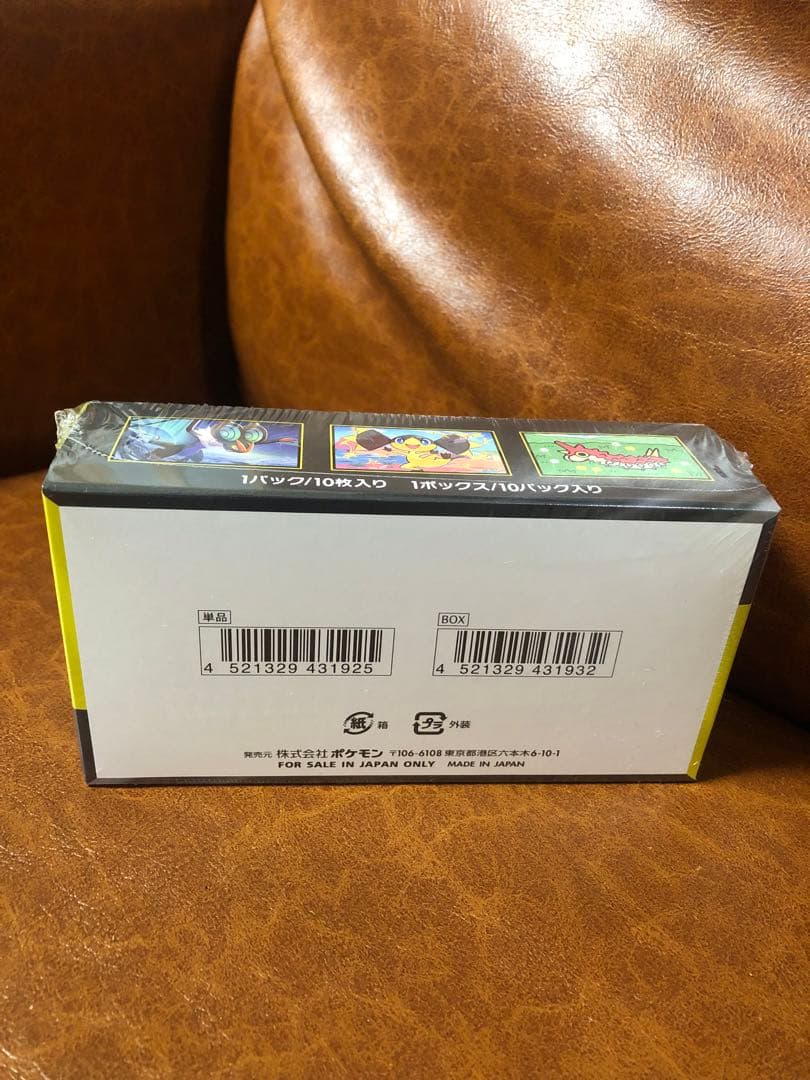 1パック/10枚入り 1ボックス/10パック入り
単品
BOX
4 521329 431925
4 521329 431932
紙 箱
プラ 外装
発売元 株式会社 ポケモン 〒106-6108 東京都港区六本木6-10-1
FOR SALE IN JAPAN ONLY MADE IN JAPAN